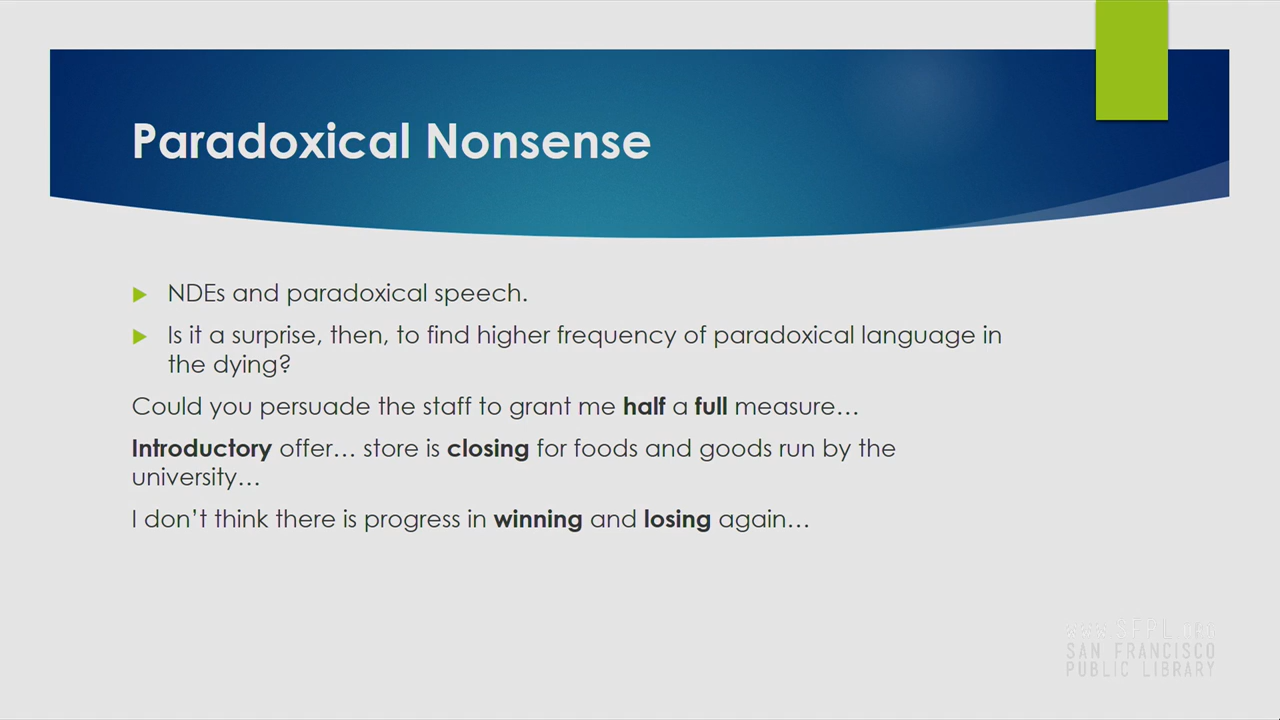 Paradoxical Nonsense
NDEs and paradoxical speech.
Is it a surprise, then, to find higher frequency of paradoxical language in
the dying?
Could you persuade the staff to grant me half a full measure…
Introductory offer… store is closing for foods and goods run by the
university…
I don’t think there is progress in winning and losing again…
www.SFPL.org
SAN FRANCISCO
PUBLIC LIBRARY